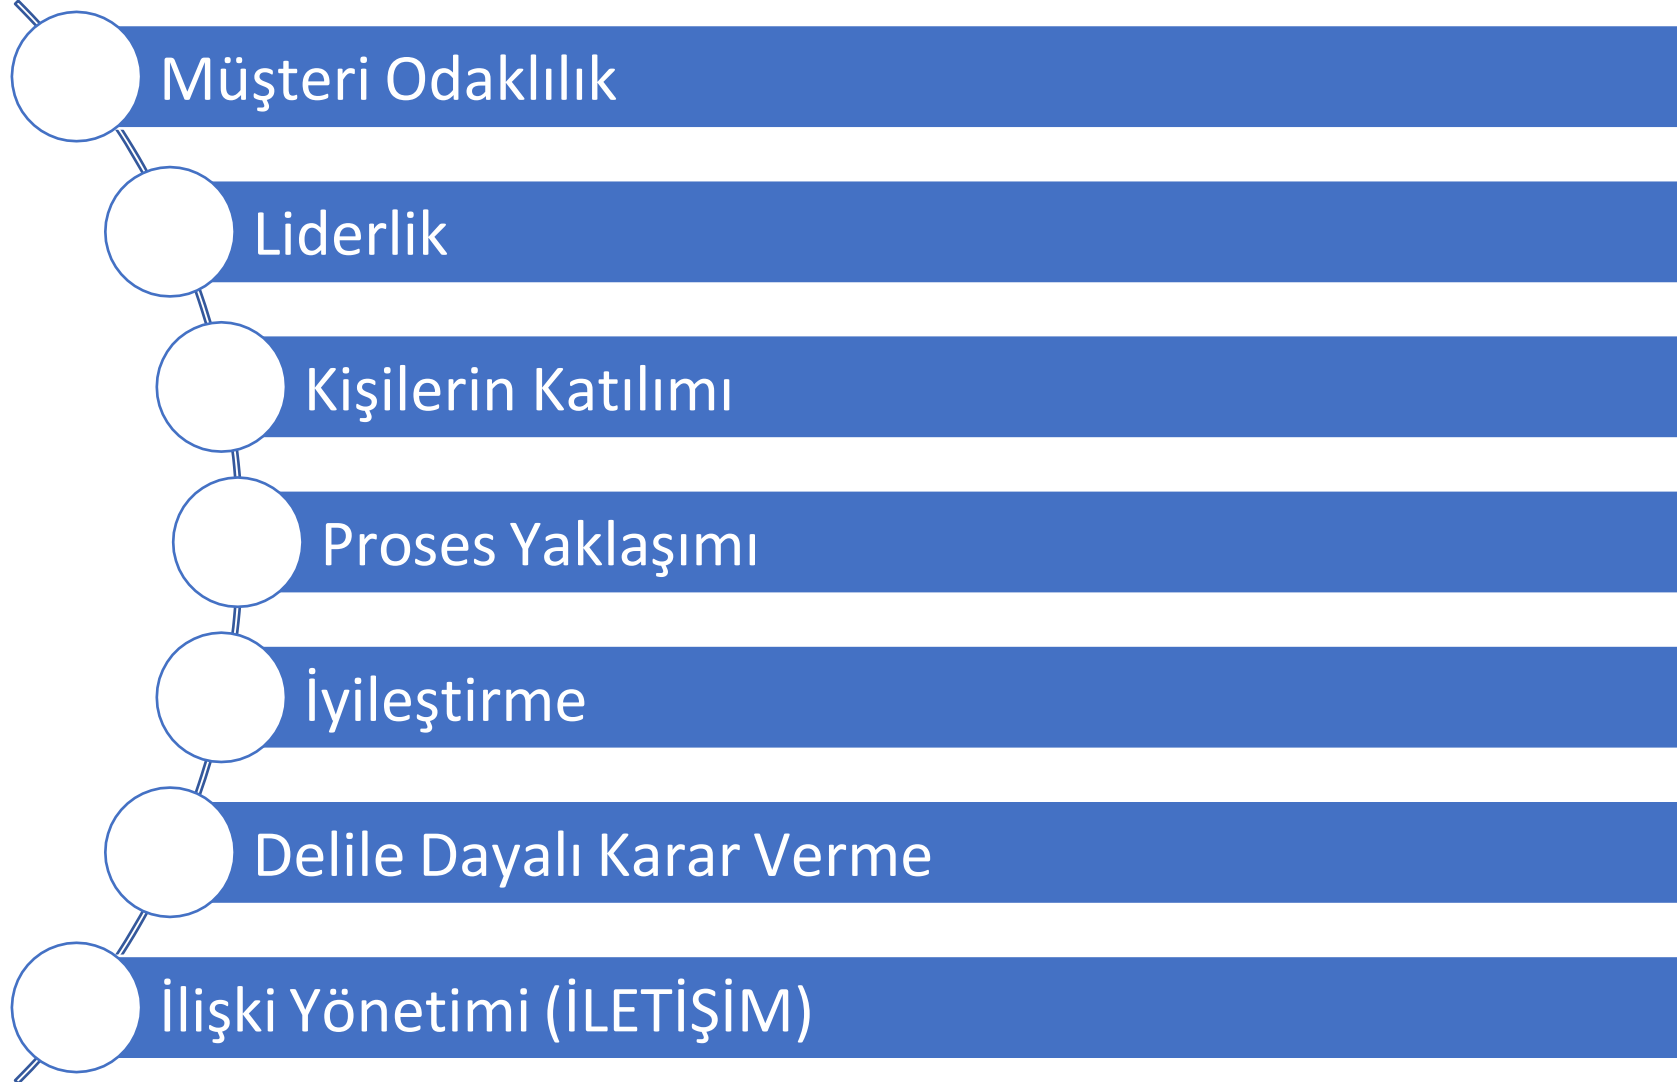 Müşteri Odaklılık
Liderlik
Kişilerin Katılımı
Proses Yaklaşımı
İyileştirme
Delile Dayalı Karar Verme
İlişki Yönetimi (İLETİŞİM)